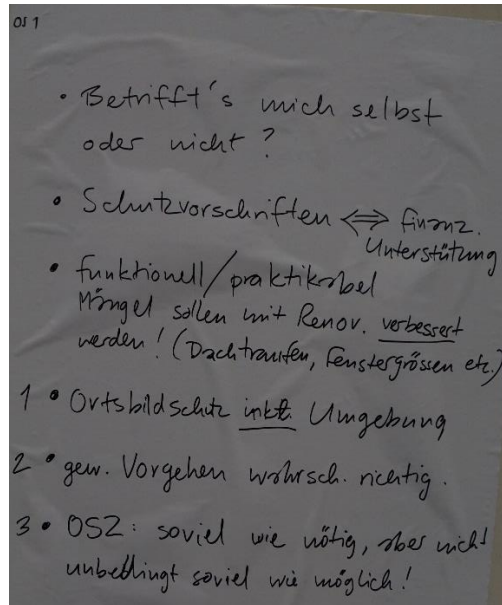 OS 1
• Betrifft's mich selbst
oder nicht?
• Schutzvorschriften <=> finanz.
Unterstützung
• funktionell/praktikabel
Mängel sollen mit Renov. verbessert
werden! (Dachtraufen, Fenstergrössen etc.)
1 • Ortsbildschutz inkl. Umgebung
2 • gew. Vorgehen wahrsch. richtig.
3 • OSZ: soviel wie nötig, aber nicht
unbedingt soviel wie möglich!